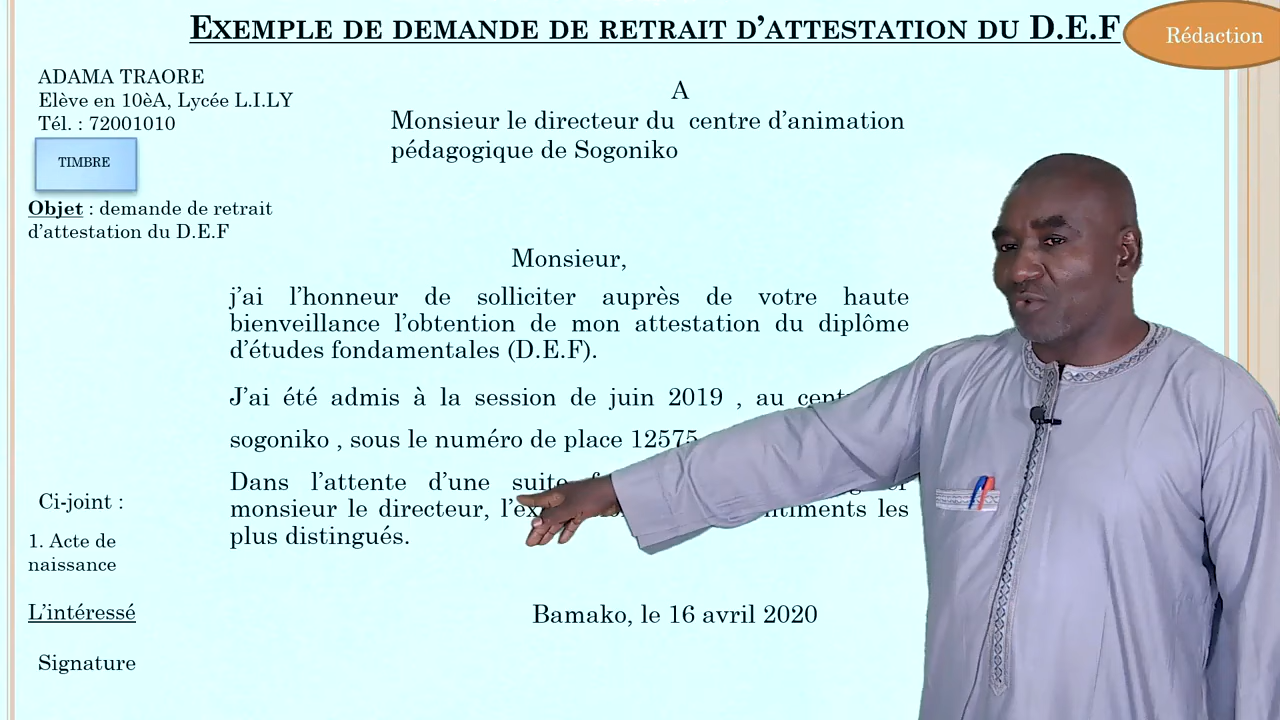 EXEMPLE DE DEMANDE DE RETRAIT D'ATTESTATION DU D.E.F
Rédaction
ADAMA TRAORE
Elève en 10èA, Lycée L.I.LY
Tél. : 72001010
TIMBRE
A
Monsieur le directeur du centre d'animation
pédagogique de Sogoniko
Objet : demande de retrait
d'attestation du D.E.F
Monsieur,
j'ai l'honneur de solliciter auprès de votre haute
bienveillance l'obtention de mon attestation du diplôme
d'études fondamentales (D.E.F).
J'ai été admis à la session de juin 2019 , au
sogoniko , sous le numéro de place 12575
Dans l'attente d'une suite
monsieur le directeur, les
plus distingués.
Ci-joint :
1. Acte de
naissance
L'intéressé
Bamako, le 16 avril 2020
Signature